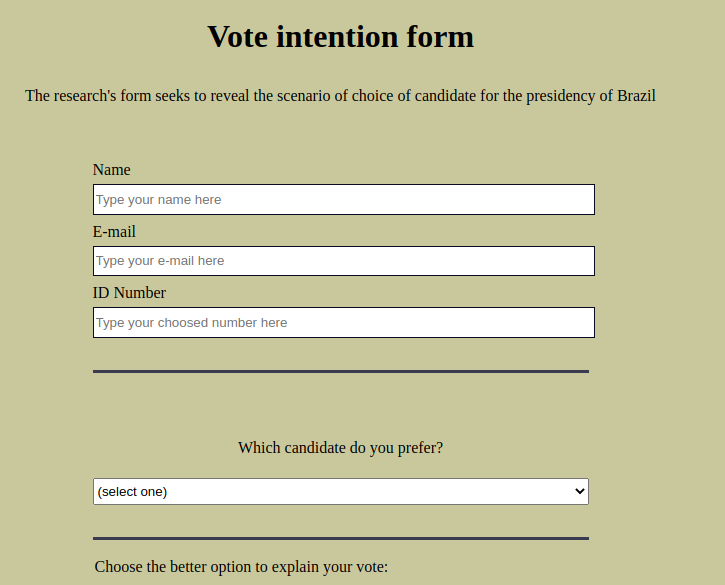 Vote intention form
The research's form seeks to reveal the scenario of choice of candidate for the presidency of Brazil
Name
Type your name here
E-mail
Type your e-mail here
ID Number
Type your choosed number here
Which candidate do you prefer?
(select one)
Choose the better option to explain your vote: